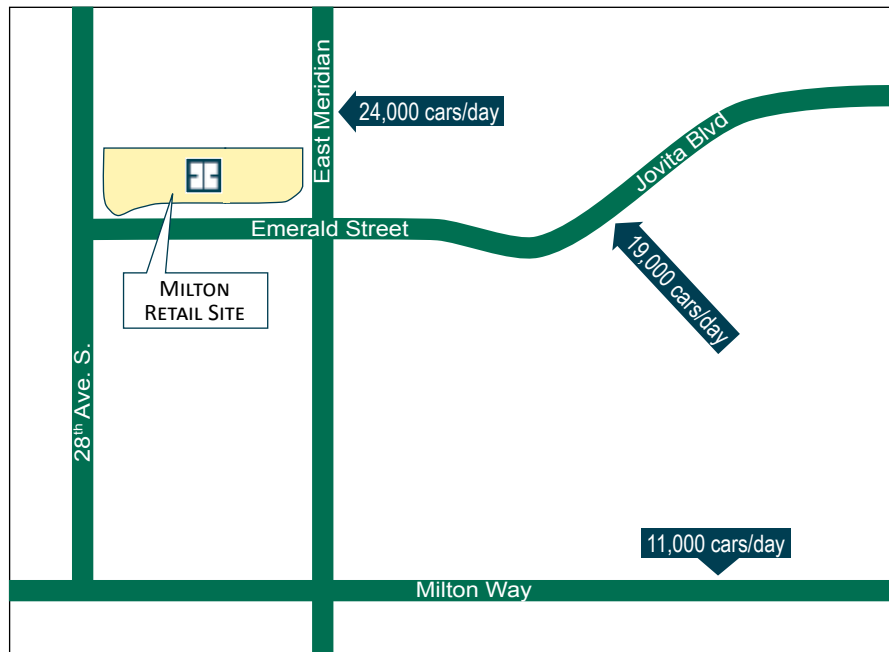 East Meridian
24,000 cars/day
Jovita Blvd
Emerald Street
19,000 cars/day
MILTON
RETAIL SITE
28th Ave. S.
11,000 cars/day
Milton Way